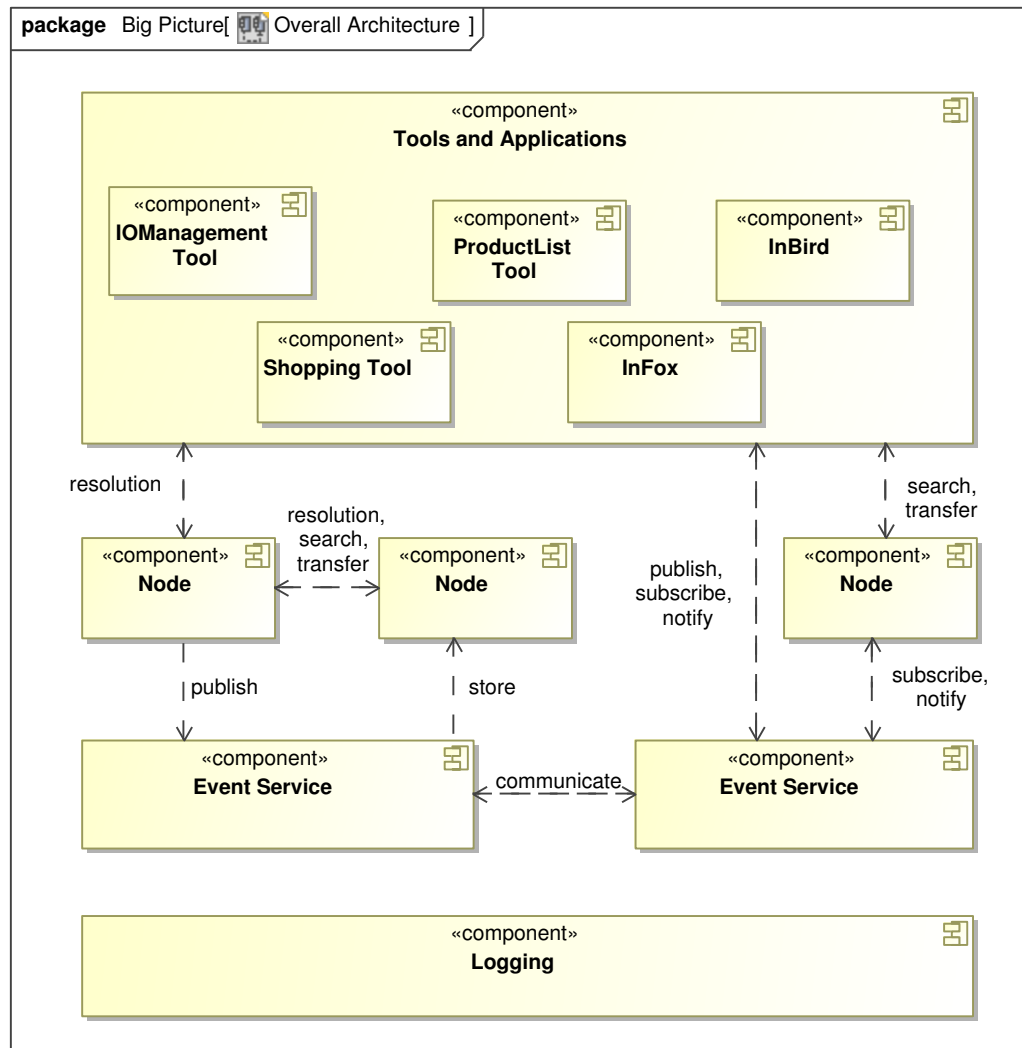 package Big Picture[ Overall Architecture ]
«component»
Tools and Applications
«component»
IOManagement
Tool
«component»
ProductList
Tool
«component»
InBird
«component»
Shopping Tool
«component»
InFox
resolution
resolution,
search,
transfer
publish,
subscribe,
notify
search,
transfer
«component»
Node
«component»
Node
«component»
Node
publish
store
subscribe,
notify
«component»
Event Service
communicate
«component»
Event Service
«component»
Logging